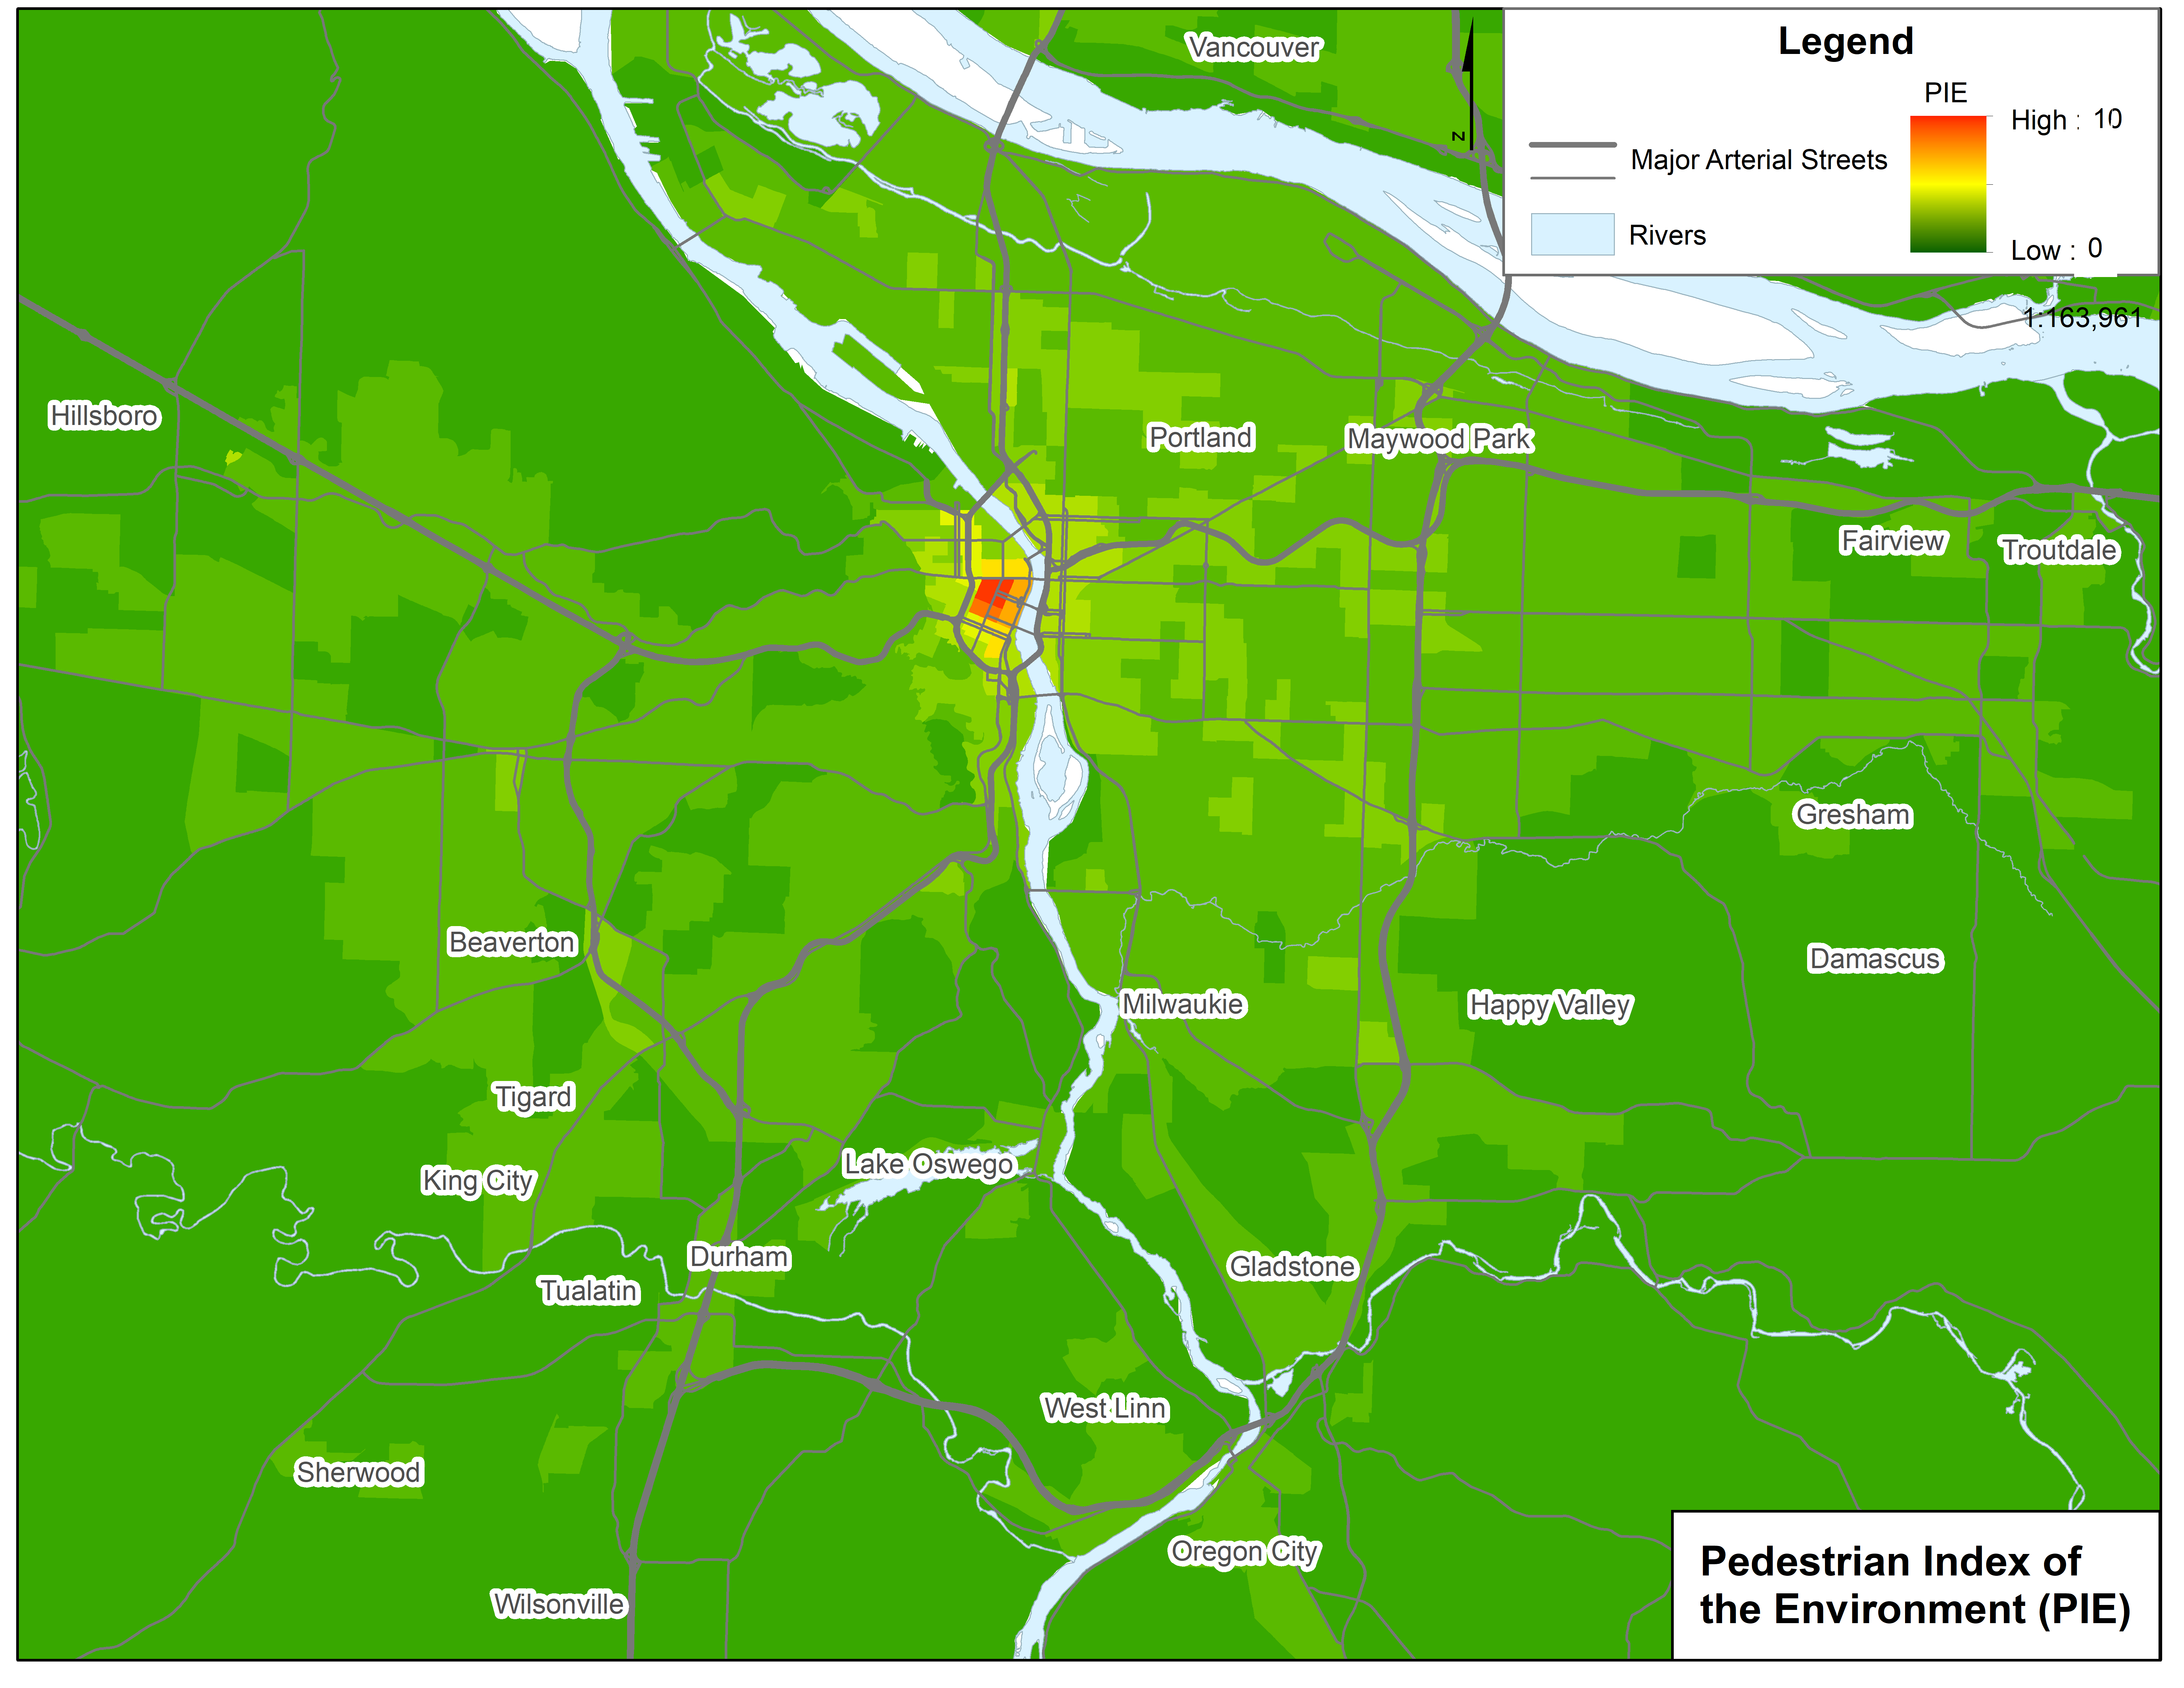 Legend
PIE
High : 10
Major Arterial Streets
Rivers
Low : 0
1:163,961
N
Vancouver
Hillsboro
Portland
Maywood Park
Fairview
Troutdale
Gresham
Beaverton
Damascus
Milwaukie
Happy Valley
Tigard
Lake Oswego
King City
Durham
Gladstone
Tualatin
West Linn
Sherwood
Oregon City
Wilsonville
Pedestrian Index of
the Environment (PIE)